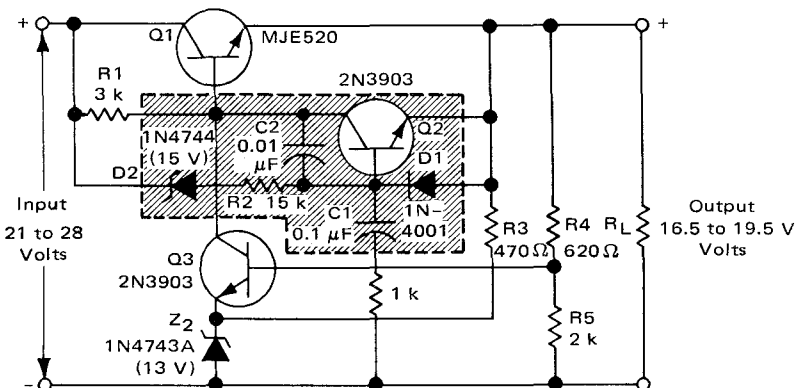 +
Q1
MJE520
+
R1
3 k
2N3903
1N4744
(15 V)
C2
0.01
μF
Q2
D1
D2
R2 15 k
Input
21 to 28
Volts
C1
0.1 μF
1N-
4001
R3
470Ω
R4
620Ω
RL
Output
16.5 to 19.5 V
Volts
Q3
2N3903
1 k
Z2
1N4743A
(13 V)
R5
2 k
-
-